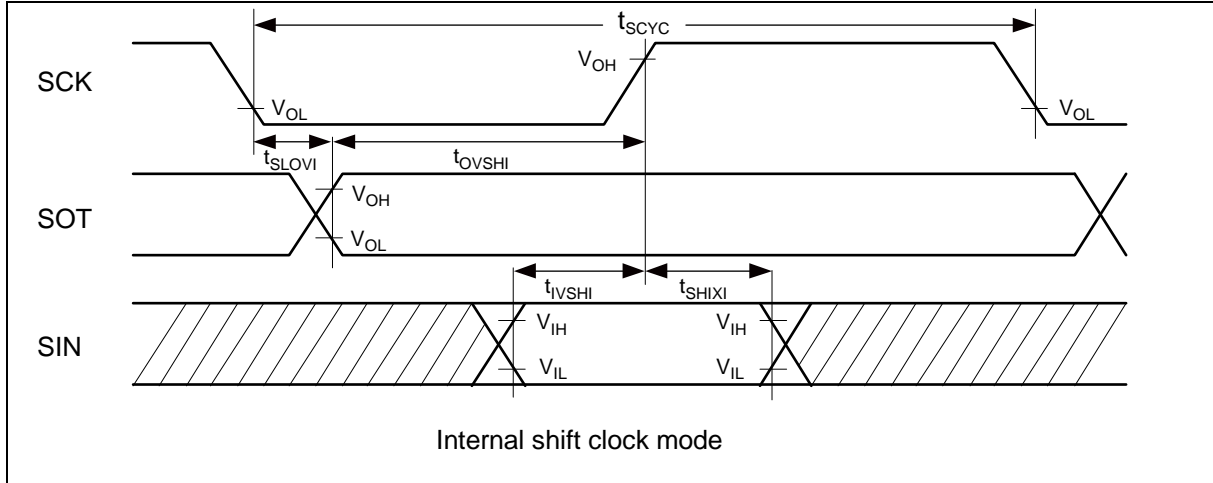 tSCYC
SCK
VOH
VOL
VOL
tSLOVI
tOVSHI
SOT
VOH
VOL
tIVSHI
tSHIXI
SIN
VIH
VIH
VIL
VIL
Internal shift clock mode